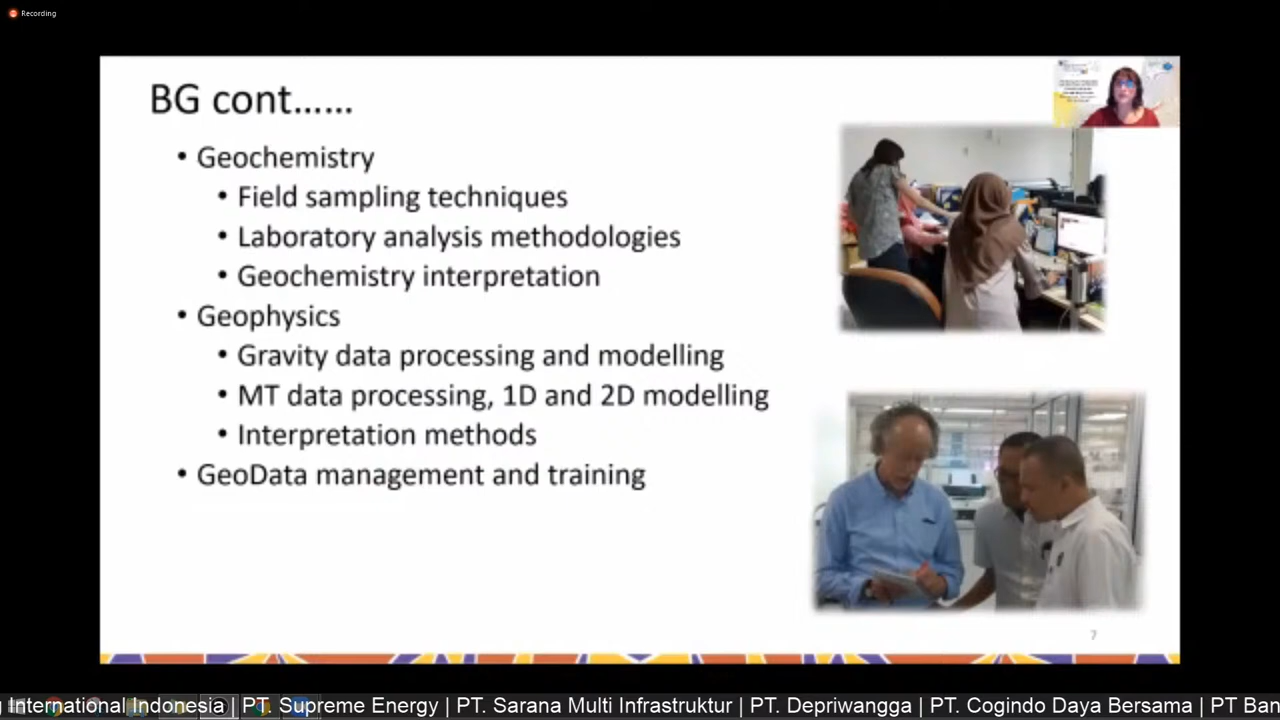 Recording
BG cont......
• Geochemistry
• Field sampling techniques
• Laboratory analysis methodologies
• Geochemistry interpretation
• Geophysics
• Gravity data processing and modelling
• MT data processing, 1D and 2D modelling
• Interpretation methods
• GeoData management and training
7
International Indonesia | PT. Supreme Energy | PT. Sarana Multi Infrastruktur | PT. Depriwangga | PT. Cogindo Daya Bersama | PT Ban